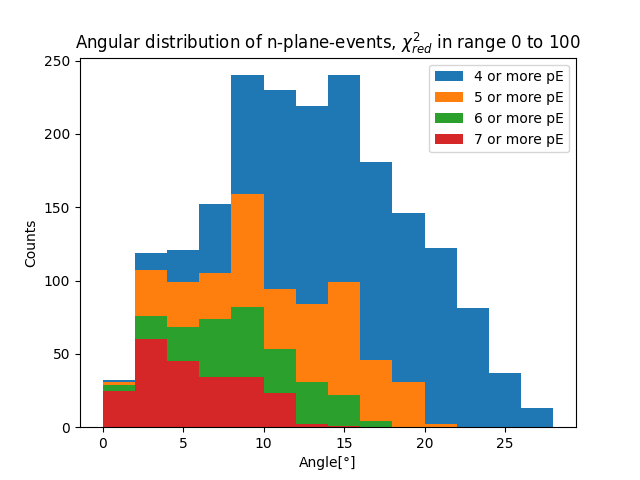 Angular distribution of n-plane-events, χ²_red in range 0 to 100
250
200
150
100
50
0
Counts
4 or more pE
5 or more pE
6 or more pE
7 or more pE
0 5 10 15 20 25
Angle[°]